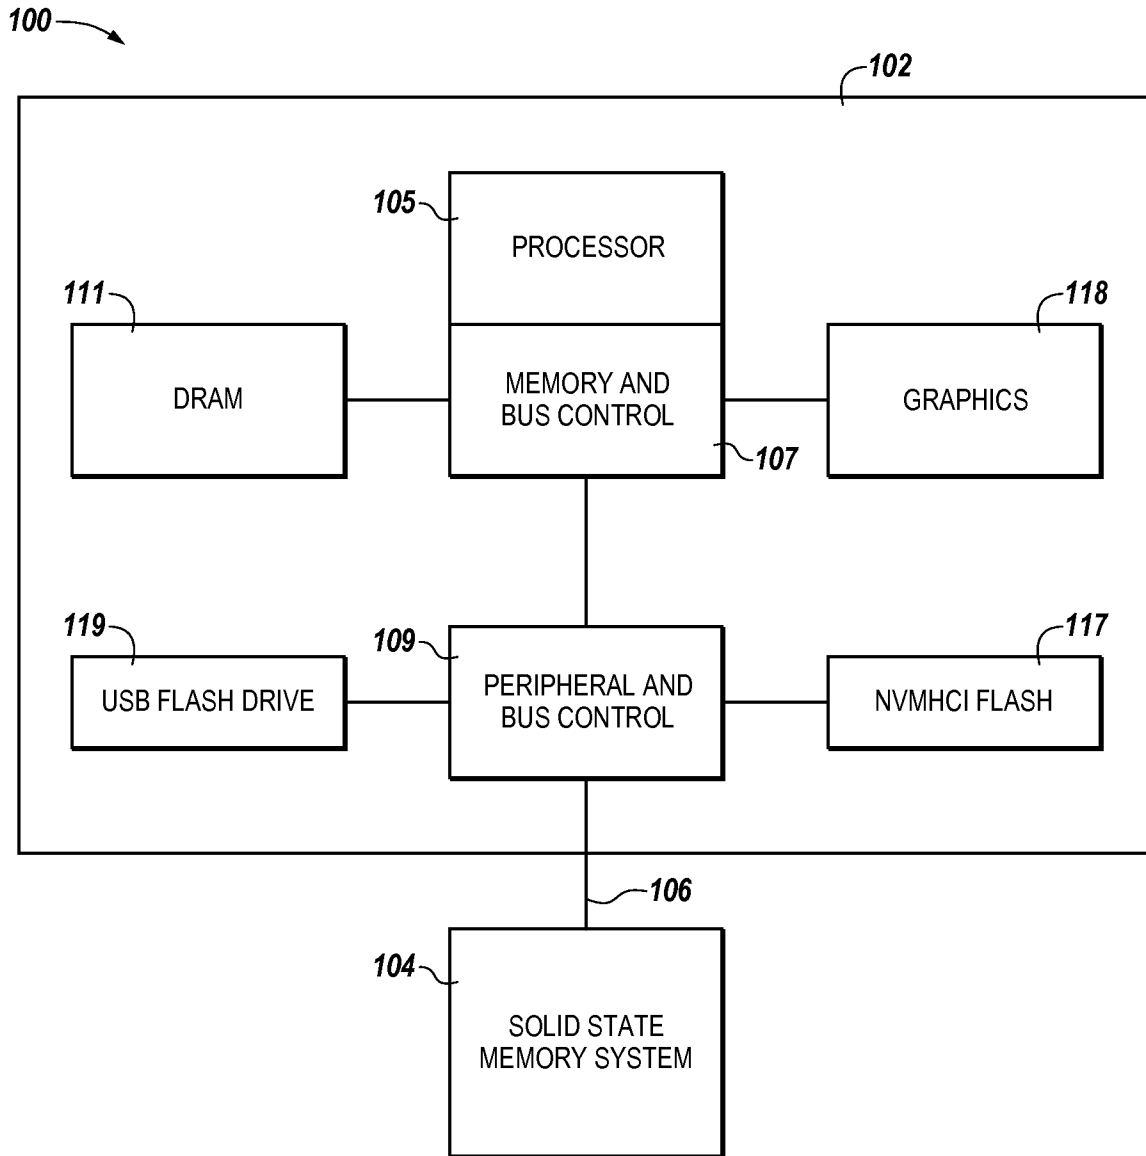 100
102
105
PROCESSOR
111
118
DRAM
MEMORY AND
BUS CONTROL
GRAPHICS
107
119
109
117
USB FLASH DRIVE
PERIPHERAL AND
BUS CONTROL
NVMHCI FLASH
106
104
SOLID STATE
MEMORY SYSTEM